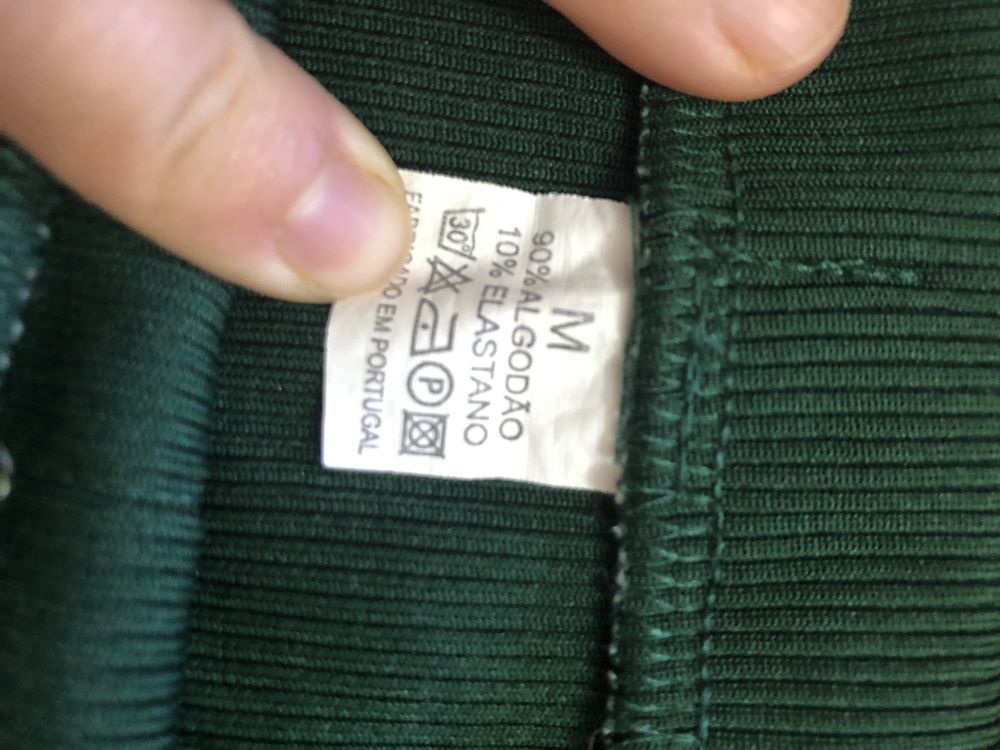 M
90% ALGODÃO
10% ELASTANO
30° P
EM PORTUGAL